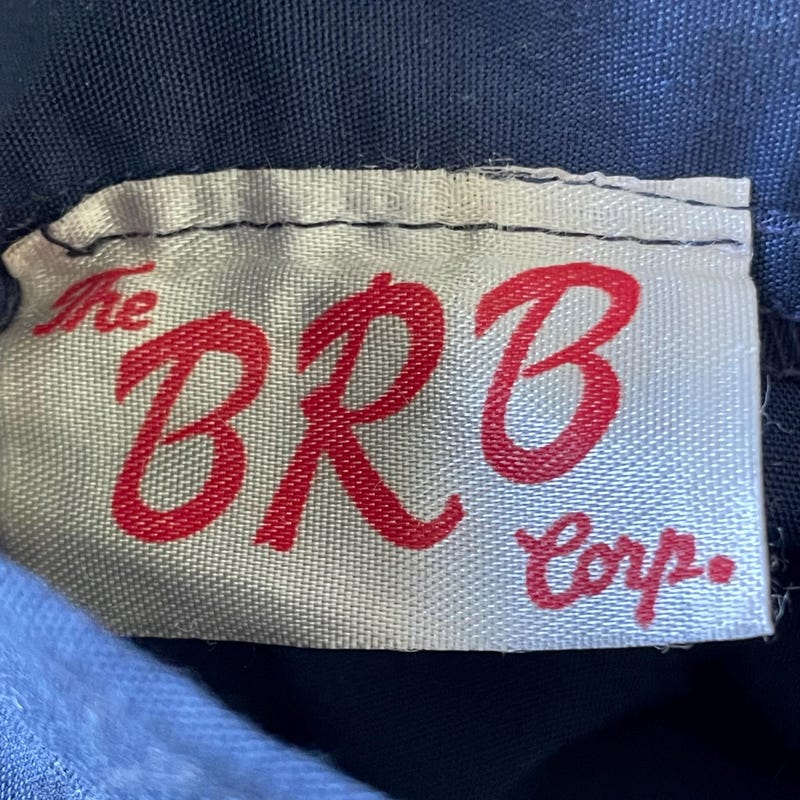 The
BRB
Corp.